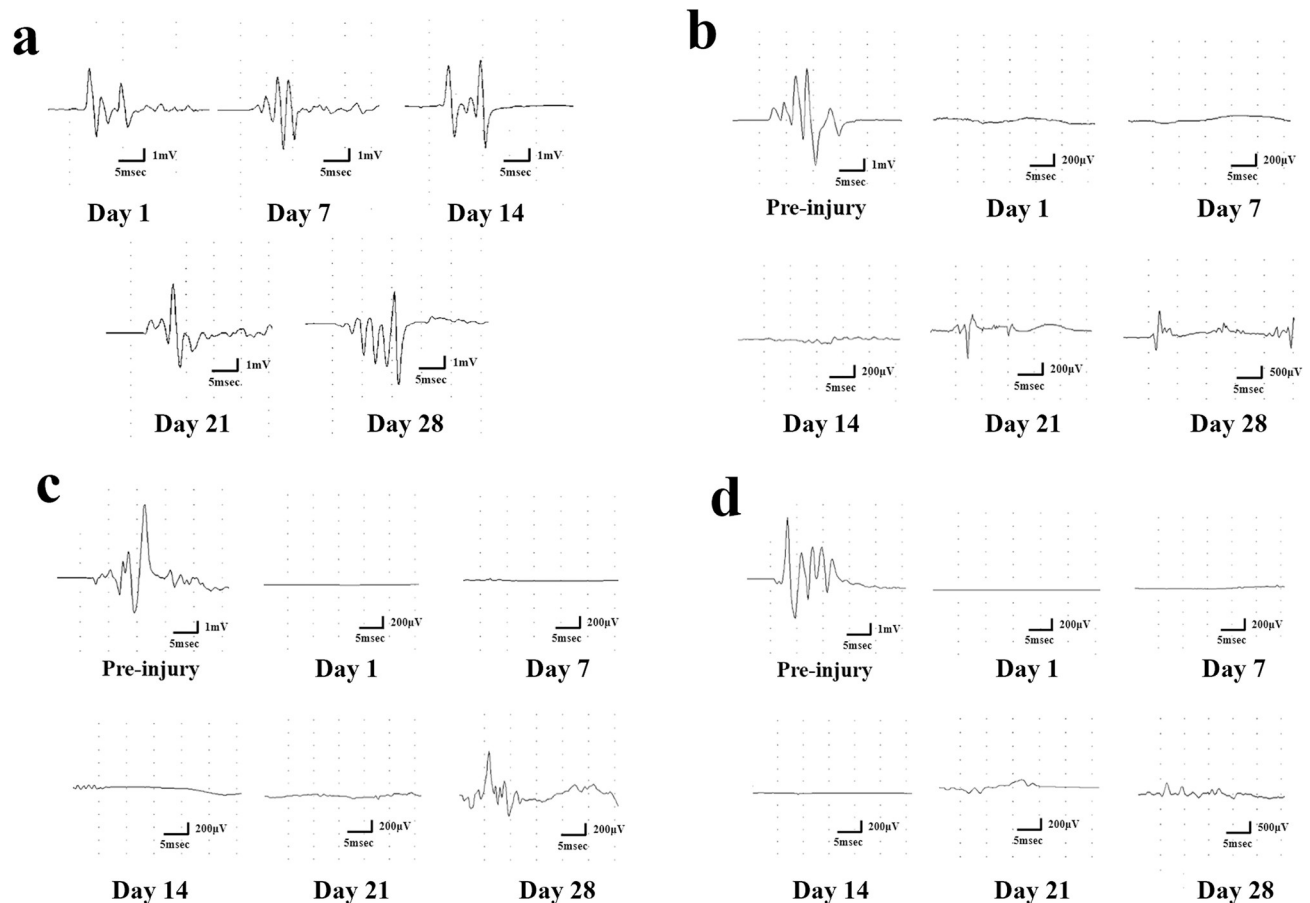 a
1mV
5msec
Day 1
1mV
5msec
Day 7
1mV
5msec
Day 14
1mV
5msec
Day 21
1mV
5msec
Day 28
b
1mV
5msec
Pre-injury
200μV
5msec
Day 1
200μV
5msec
Day 7
200μV
5msec
Day 14
200μV
5msec
Day 21
500μV
5msec
Day 28
c
1mV
5msec
Pre-injury
200μV
5msec
Day 1
200μV
5msec
Day 7
200μV
5msec
Day 14
200μV
5msec
Day 21
200μV
5msec
Day 28
d
1mV
5msec
Pre-injury
200μV
5msec
Day 1
200μV
5msec
Day 7
200μV
5msec
Day 14
200μV
5msec
Day 21
500μV
5msec
Day 28